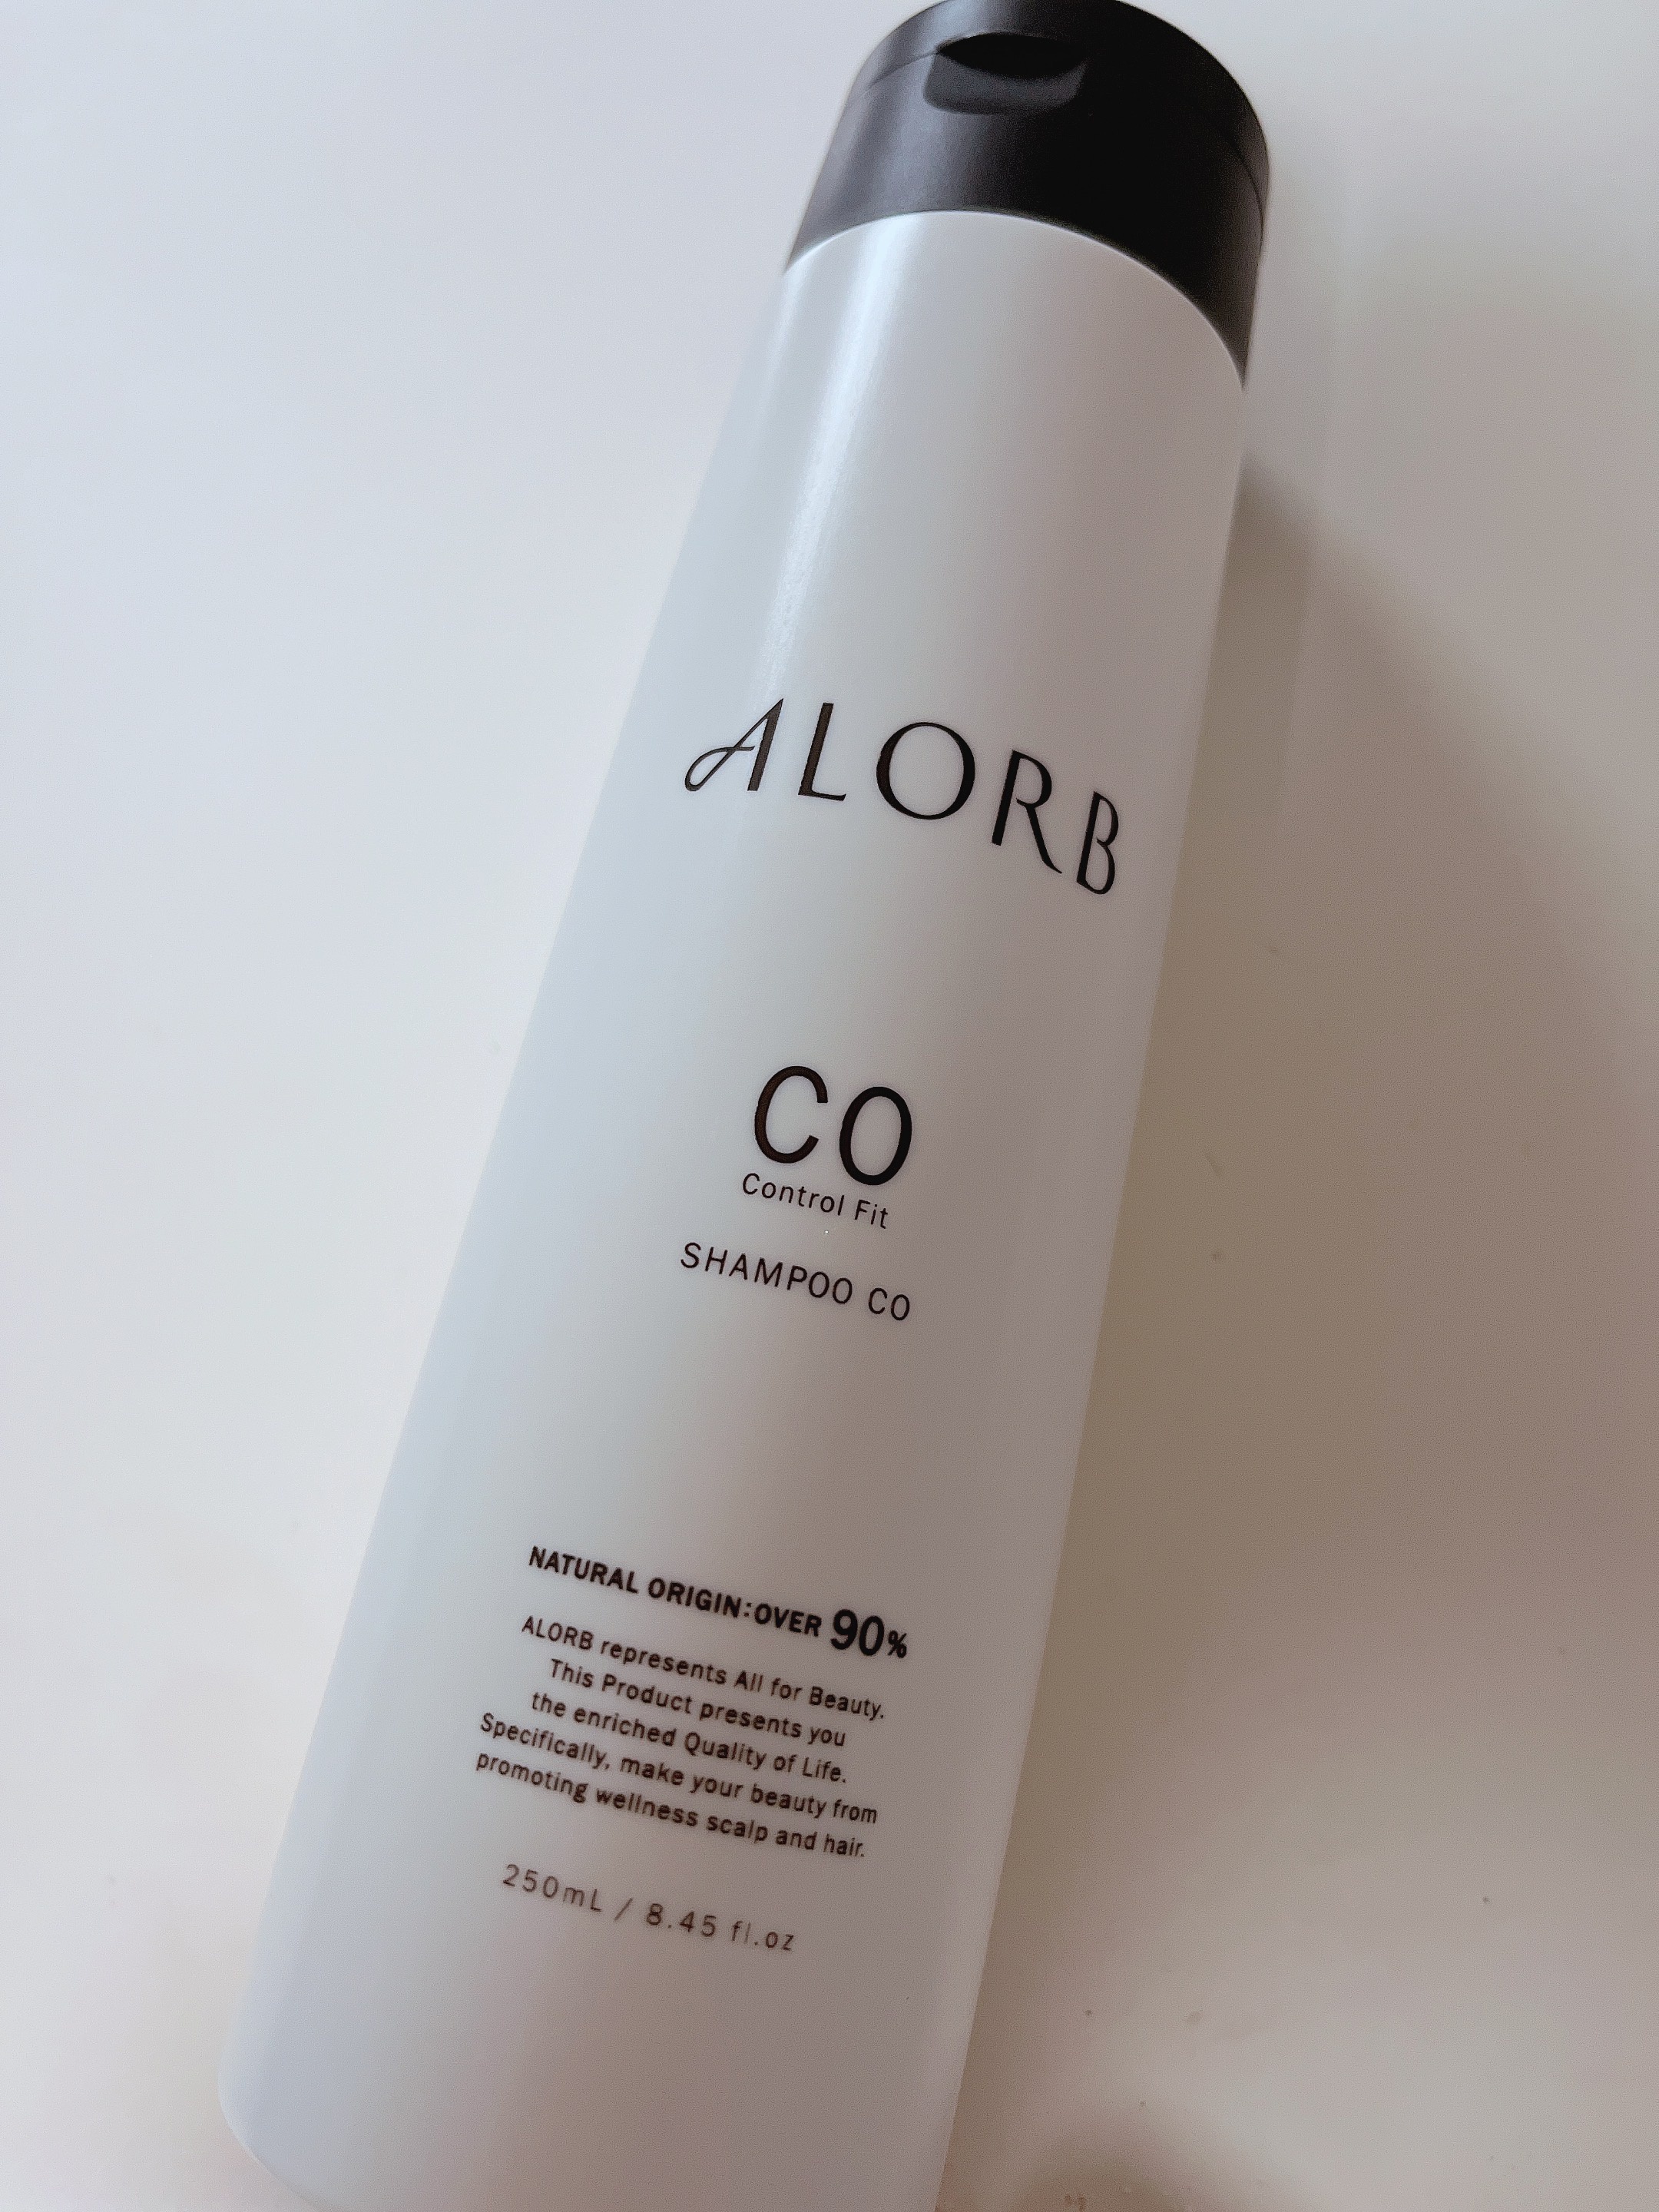 ALORB
CO
Control Fit
SHAMPOO CO
NATURAL ORIGIN:OVER 90%
ALORB represents All for Beauty.
This Product presents you
the enriched Quality of Life.
Specifically, make your beauty from
promoting wellness scalp and hair.
250mL / 8.45 fl.oz